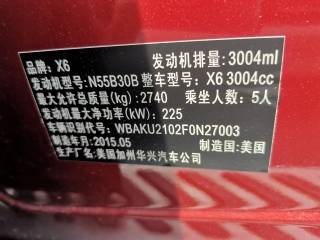 品牌: X6 发动机排量: 3004ml
发动机型号: N55B30B 整车型号: X6 3004cc
最大允许总质量(kg): 2740 乘坐人数: 5人
发动机最大净功率(kW): 225
车辆识别代号: WBAKU2102F0N27003
制造年月: 2015.05 制造国: 美国
生产厂名: 美国加州华兴汽车公司